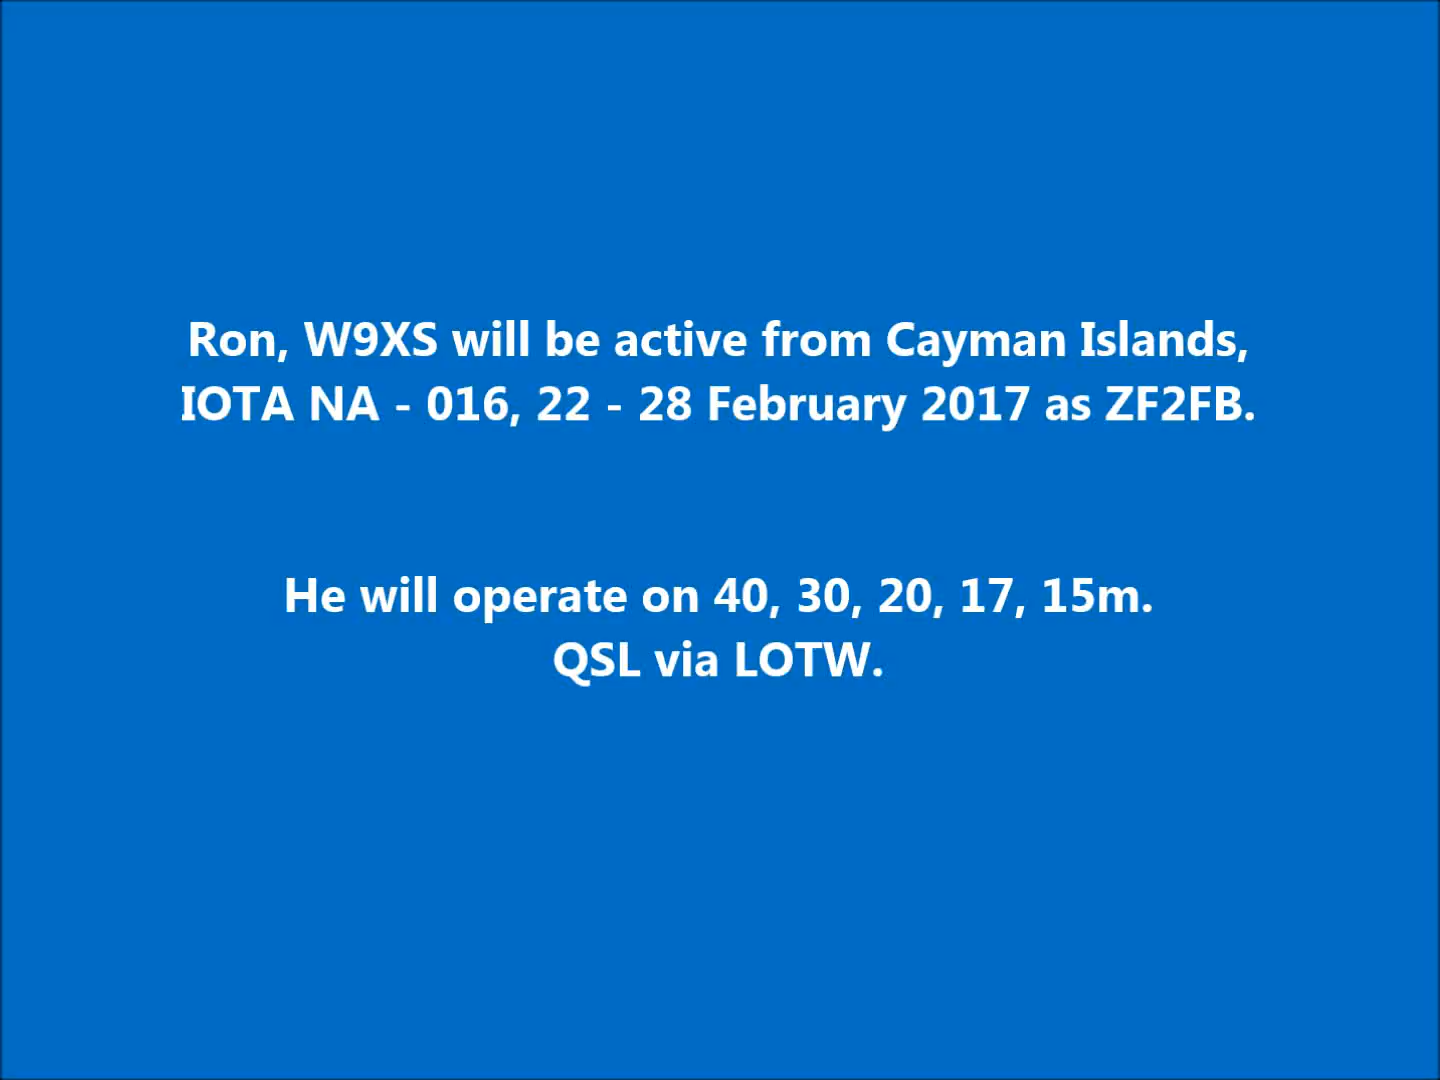 Ron, W9XS will be active from Cayman Islands,
IOTA NA - 016, 22 - 28 February 2017 as ZF2FB.
He will operate on 40, 30, 20, 17, 15m.
QSL via LOTW.